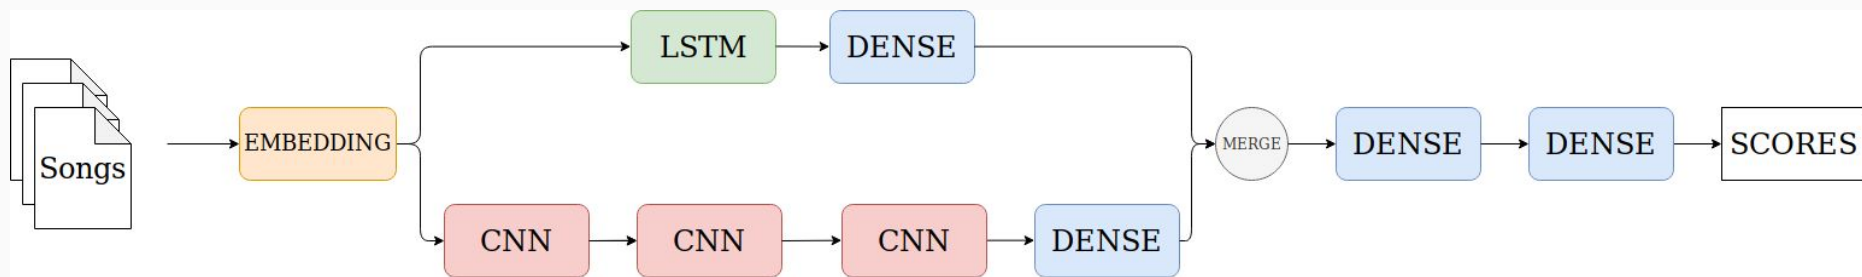 Songs
EMBEDDING
LSTM
DENSE
CNN
CNN
CNN
DENSE
MERGE
DENSE
DENSE
SCORES